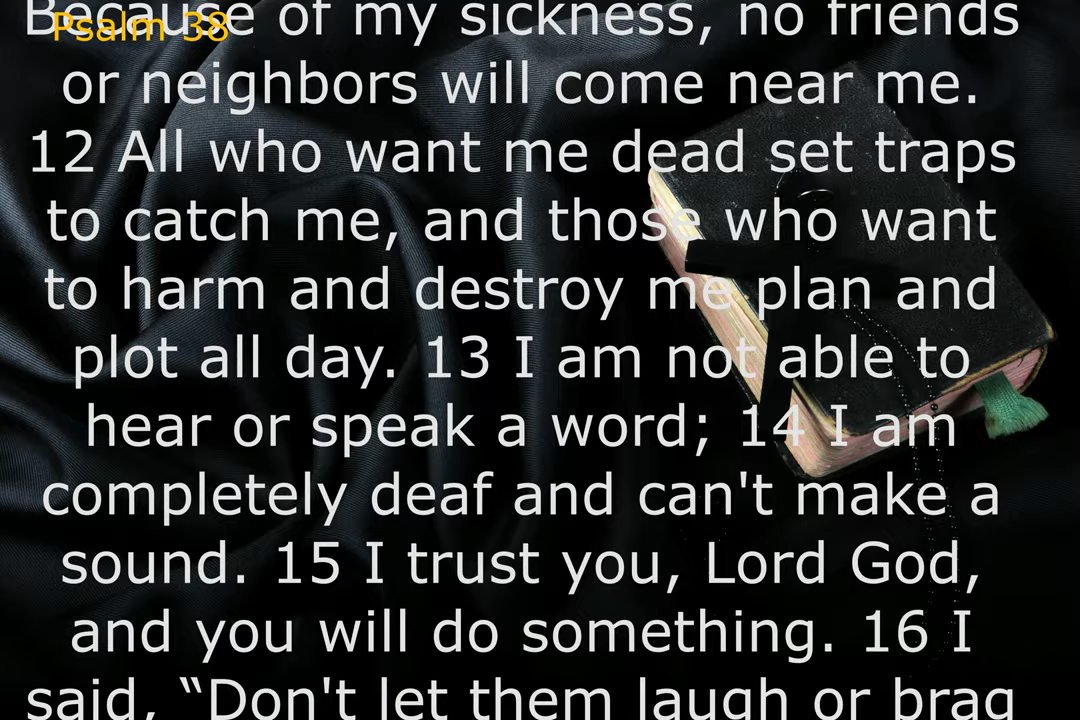 Psalm 38
Because of my sickness, no friends
or neighbors will come near me.
12 All who want me dead set traps
to catch me, and those who want
to harm and destroy me plan and
plot all day. 13 I am not able to
hear or speak a word; 14 I am
completely deaf and can't make a
sound. 15 I trust you, Lord God,
and you will do something. 16 I
said, “Don't let them laugh or brag